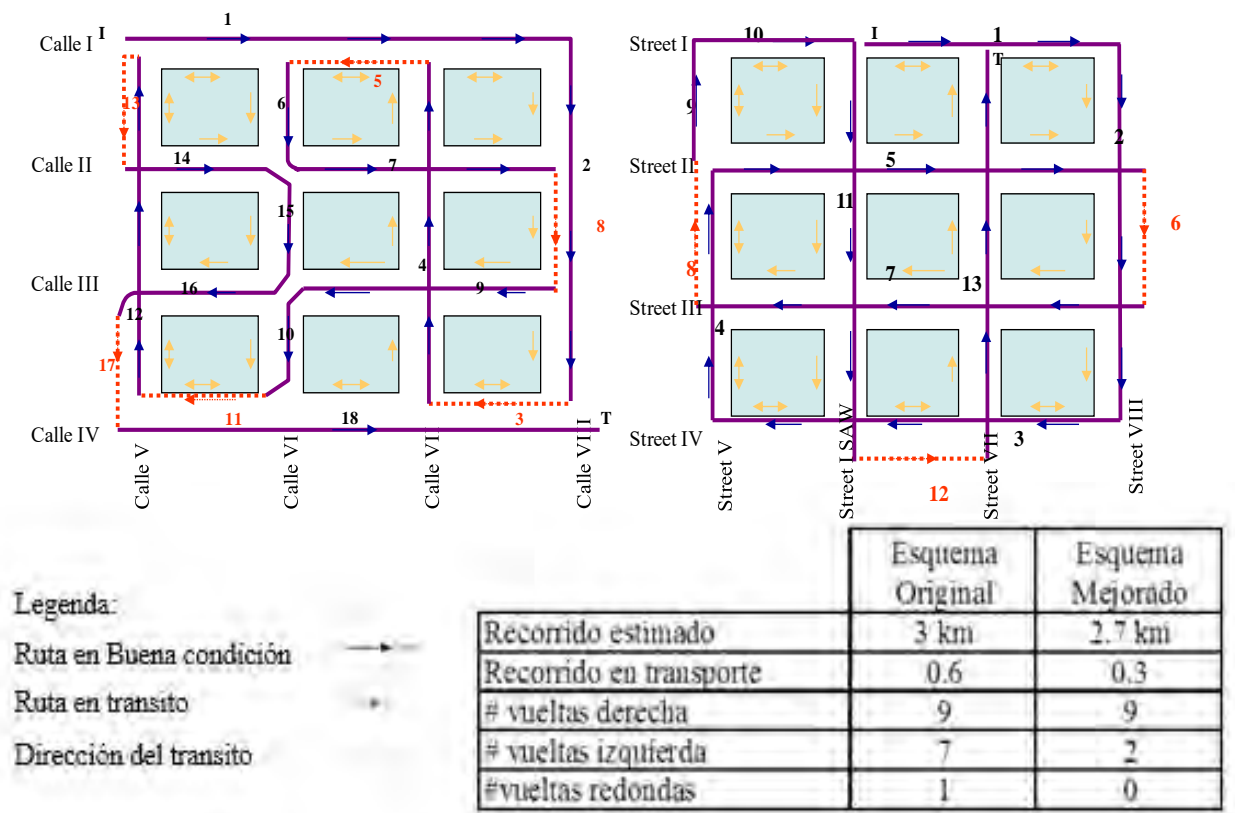 1
Calle I I
13
5
6
Calle II
14
7
2
15
8
4
Calle III
16
9
12
10
17
11
18
3
Calle IV
T
Calle V
Calle VI
Calle VII
Calle VIII
10
I
1
Street I
T
9
2
Street II
5
11
6
8
7
13
Street III
4
Street IV
3
Street V
Street I SAW
Street VII
Street VIII
12
Esquema Original
Esquema Mejorado
Legenda:
Ruta en Buena condición
Ruta en transito
Dirección del transito
Recorrido estimado 3 km 2.7 km
Recorrido en transporte 0.6 0.3
# vueltas derecha 9 9
# vueltas izquierda 7 2
#vueltas redondas 1 0